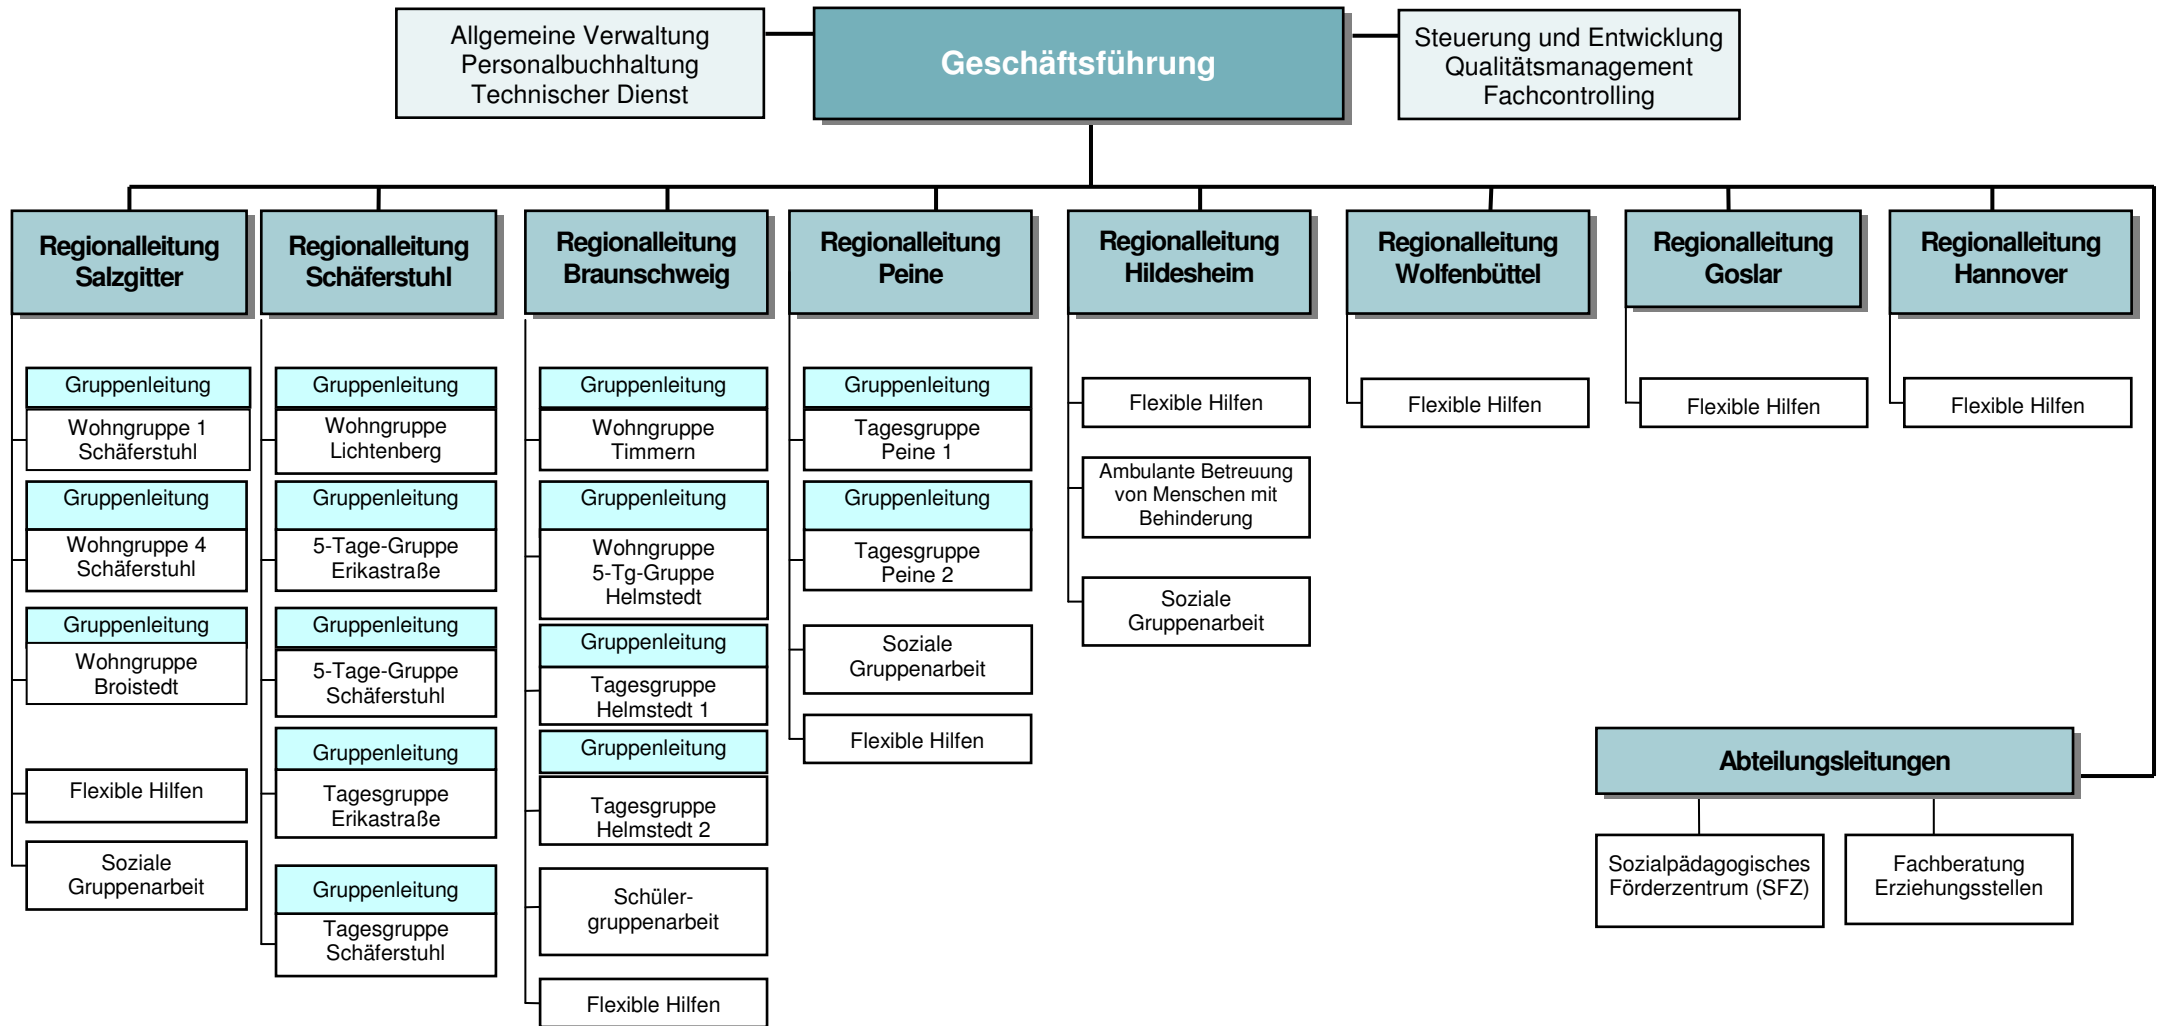 Allgemeine Verwaltung
Personalbuchhaltung
Technischer Dienst
Geschäftsführung
Steuerung und Entwicklung
Qualitätsmanagement
Fachcontrolling
Regionalleitung
Salzgitter
Gruppenleitung
Wohngruppe 1
Schäferstuhl
Gruppenleitung
Wohngruppe 4
Schäferstuhl
Gruppenleitung
Wohngruppe
Broistedt
Flexible Hilfen
Soziale
Gruppenarbeit
Regionalleitung
Schäferstuhl
Gruppenleitung
Wohngruppe
Lichtenberg
Gruppenleitung
5-Tage-Gruppe
Erikastraße
Gruppenleitung
5-Tage-Gruppe
Schäferstuhl
Gruppenleitung
Tagesgruppe
Erikastraße
Gruppenleitung
Tagesgruppe
Schäferstuhl
Regionalleitung
Braunschweig
Gruppenleitung
Wohngruppe
Timmern
Gruppenleitung
Wohngruppe
5-Tg-Gruppe
Helmstedt
Gruppenleitung
Tagesgruppe
Helmstedt 1
Gruppenleitung
Tagesgruppe
Helmstedt 2
Schüler-
gruppenarbeit
Flexible Hilfen
Regionalleitung
Peine
Gruppenleitung
Tagesgruppe
Peine 1
Gruppenleitung
Tagesgruppe
Peine 2
Soziale
Gruppenarbeit
Flexible Hilfen
Regionalleitung
Hildesheim
Flexible Hilfen
Ambulante Betreuung
von Menschen mit
Behinderung
Soziale
Gruppenarbeit
Regionalleitung
Wolfenbüttel
Flexible Hilfen
Regionalleitung
Goslar
Flexible Hilfen
Regionalleitung
Hannover
Flexible Hilfen
Abteilungsleitungen
Sozialpädagogisches
Förderzentrum (SFZ)
Fachberatung
Erziehungsstellen